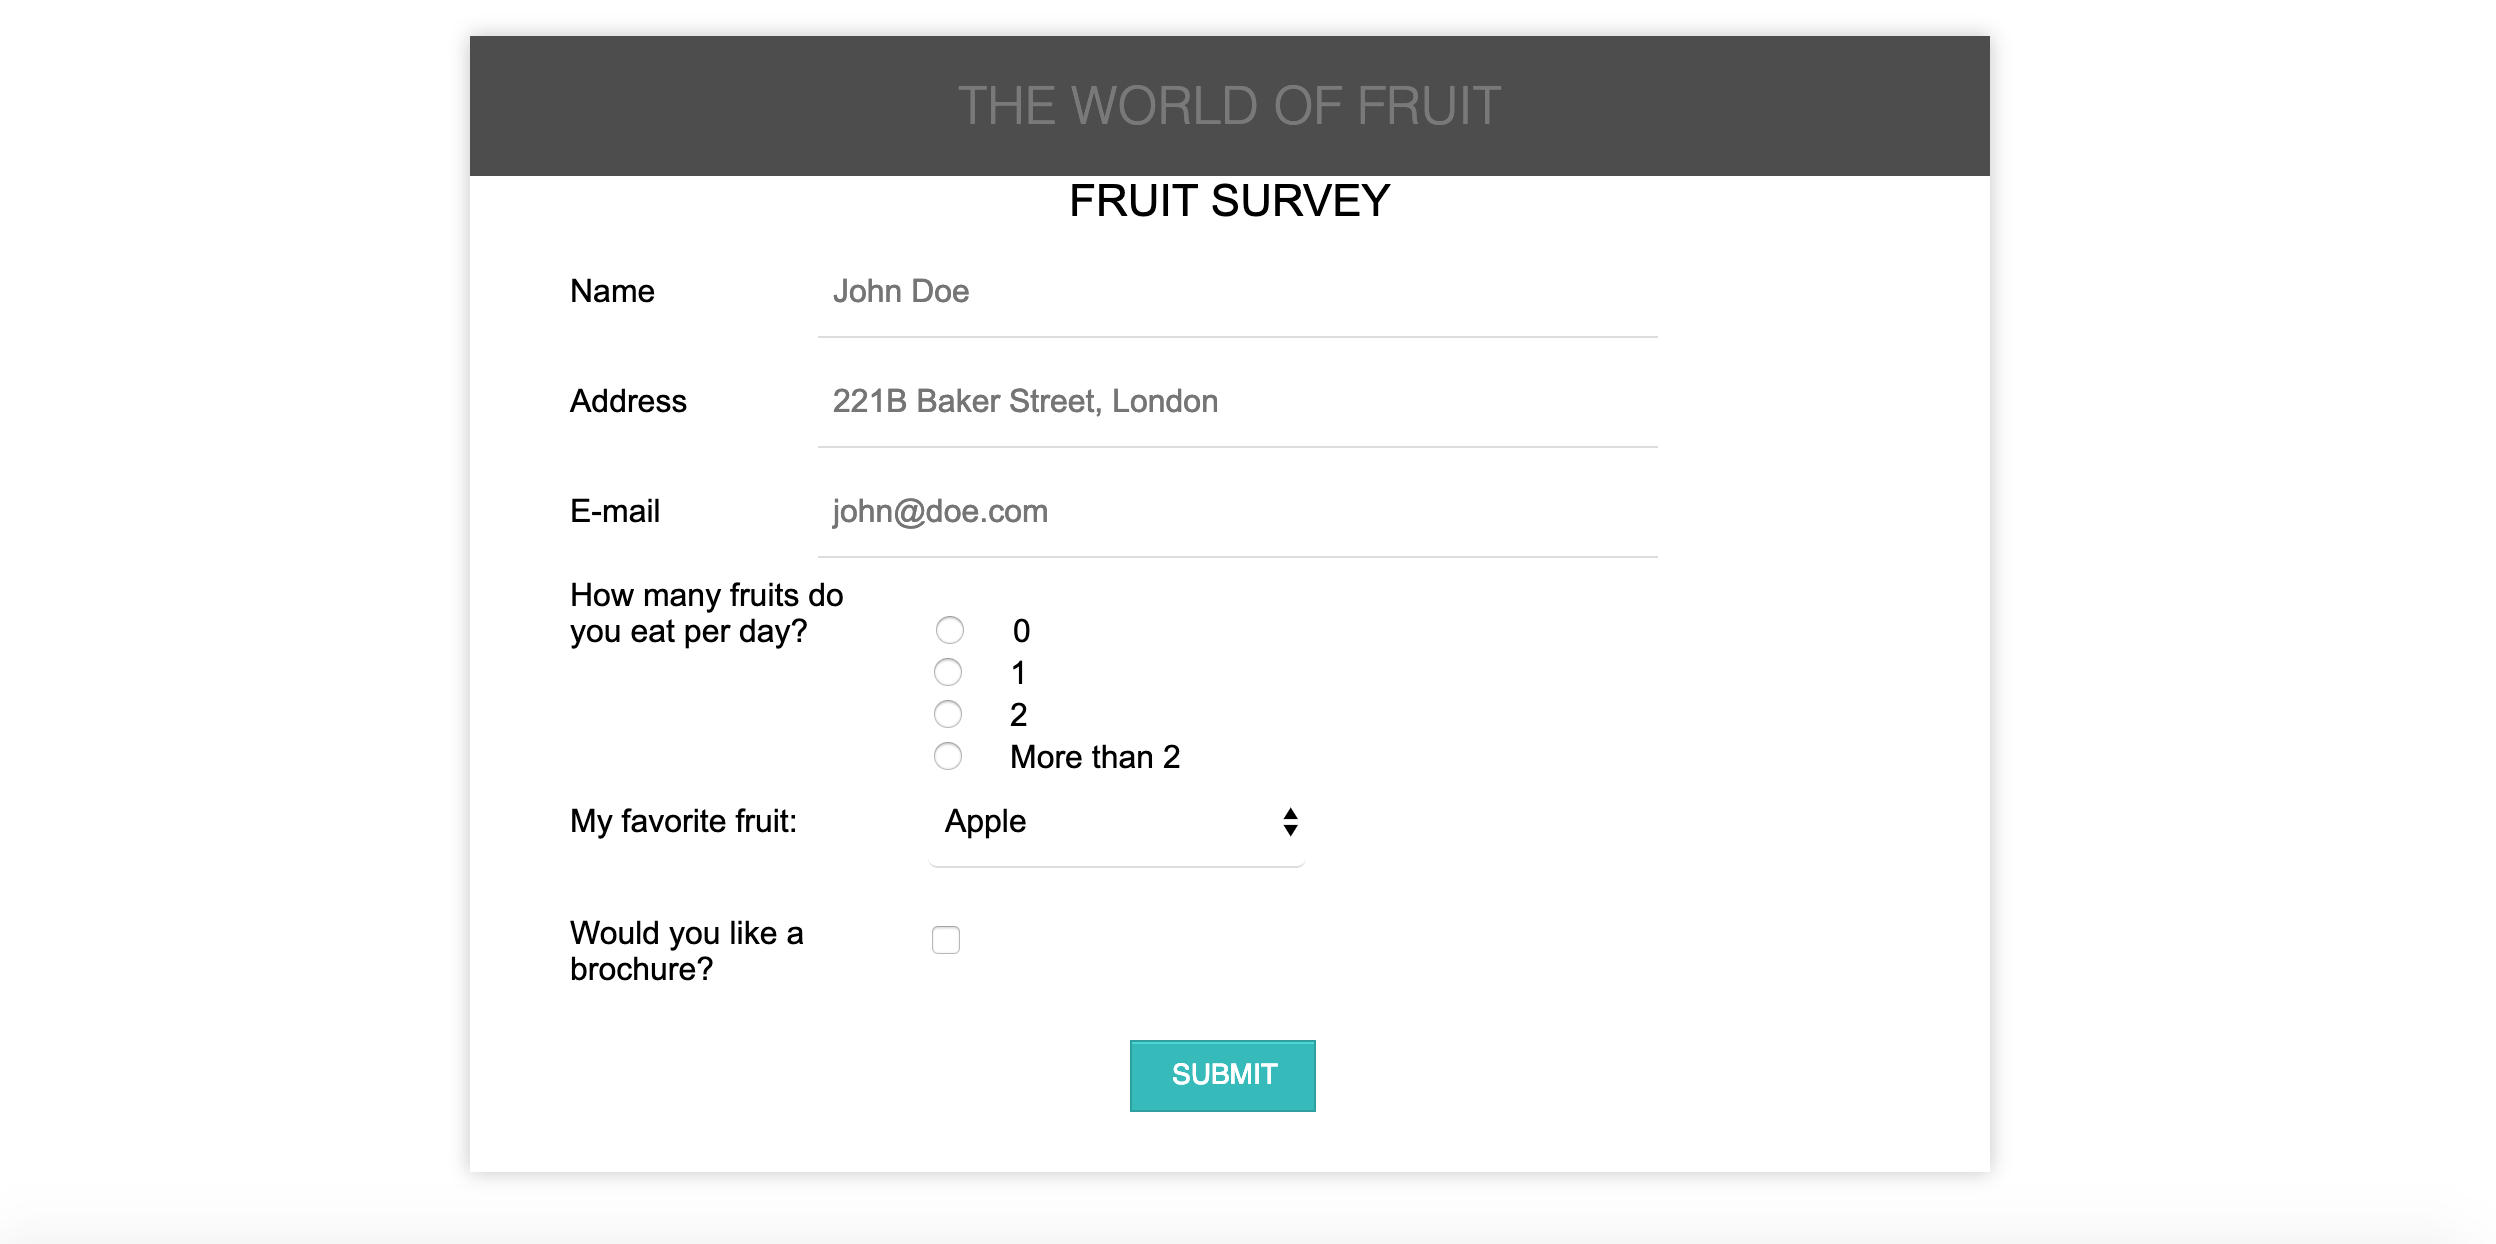 THE WORLD OF FRUIT
FRUIT SURVEY
Name John Doe
Address 221B Baker Street, London
E-mail john@doe.com
How many fruits do
you eat per day? 0
1
2
More than 2
My favorite fruit: Apple
Would you like a
brochure?
SUBMIT